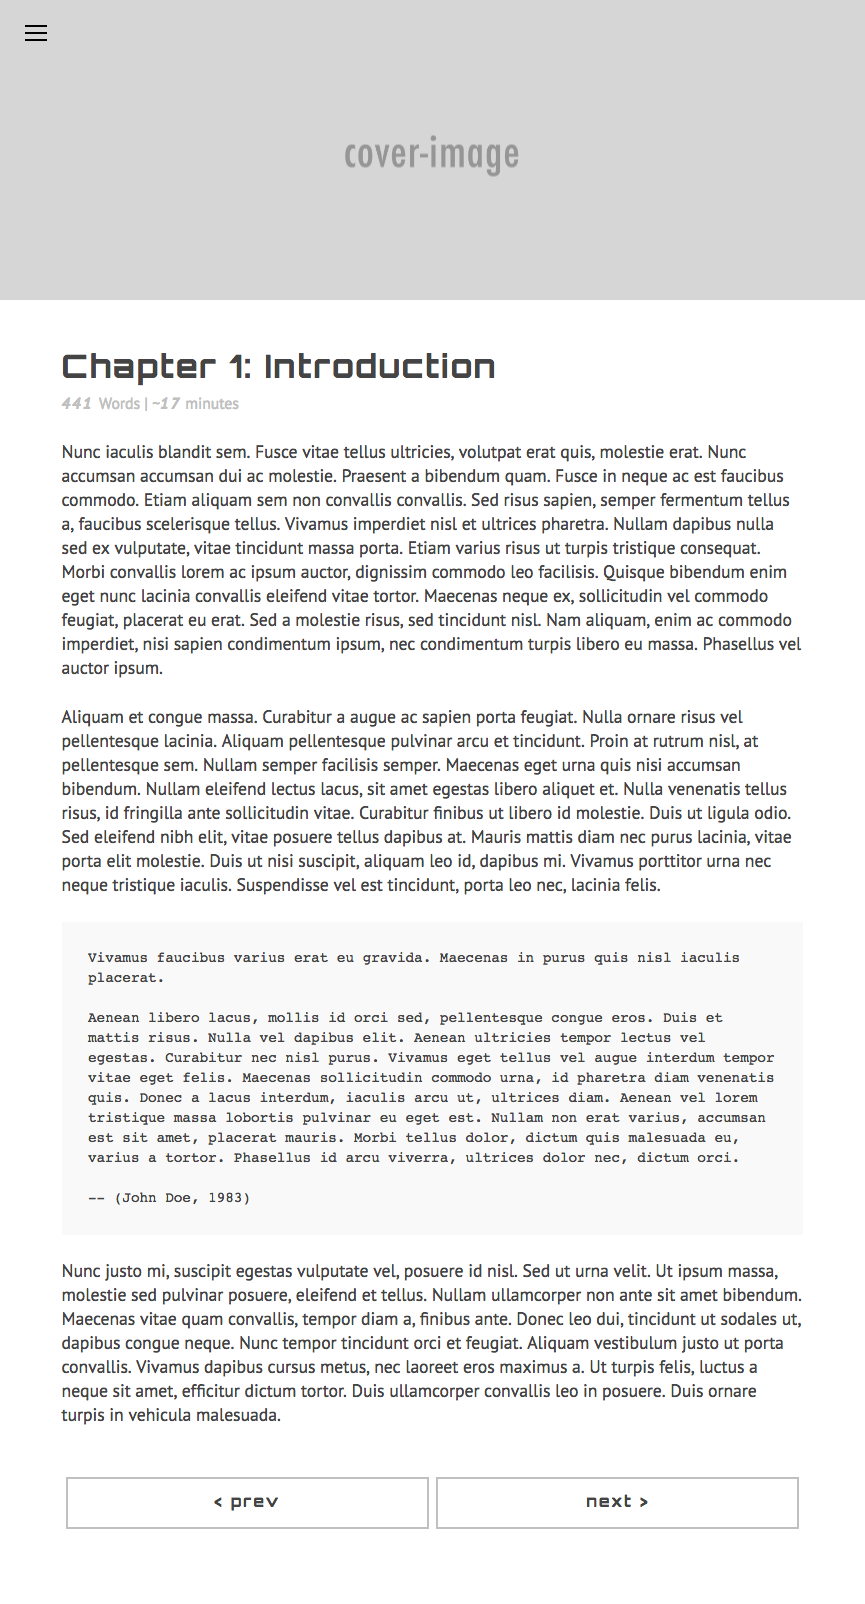 cover-image
Chapter 1: Introduction
441 Words | ~17 minutes
Nunc iaculis blandit sem. Fusce vitae tellus ultricies, volutpat erat quis, molestie erat. Nunc
accumsan accumsan dui ac molestie. Praesent a bibendum quam. Fusce in neque ac est faucibus
commodo. Etiam aliquam sem non convallis convallis. Sed risus sapien, semper fermentum tellus
a, faucibus scelerisque tellus. Vivamus imperdiet nisl et ultrices pharetra. Nullam dapibus nulla
sed ex vulputate, vitae tincidunt massa porta. Etiam varius risus ut turpis tristique consequat.
Morbi convallis lorem ac ipsum auctor, dignissim commodo leo facilisis. Quisque bibendum enim
eget nunc lacinia convallis eleifend vitae tortor. Maecenas neque ex, sollicitudin vel commodo
feugiat, placerat eu erat. Sed a molestie risus, sed tincidunt nisl. Nam aliquam, enim ac commodo
imperdiet, nisi sapien condimentum ipsum, nec condimentum turpis libero eu massa. Phasellus vel
auctor ipsum.
Aliquam et congue massa. Curabitur a augue ac sapien porta feugiat. Nulla ornare risus vel
pellentesque lacinia. Aliquam pellentesque pulvinar arcu et tincidunt. Proin at rutrum nisl, at
pellentesque sem. Nullam semper facilisis semper. Maecenas eget urna quis nisi accumsan
bibendum. Nullam eleifend lectus lacus, sit amet egestas libero aliquet et. Nulla venenatis tellus
risus, id fringilla ante sollicitudin vitae. Curabitur finibus ut libero id molestie. Duis ut ligula odio.
Sed eleifend nibh elit, vitae posuere tellus dapibus at. Mauris mattis diam nec purus lacinia, vitae
porta elit molestie. Duis ut nisi suscipit, aliquam leo id, dapibus mi. Vivamus porttitor urna nec
neque tristique iaculis. Suspendisse vel est tincidunt, porta leo nec, lacinia felis.
Vivamus faucibus varius erat eu gravida. Maecenas in purus quis nisl iaculis
placerat.
Aenean libero lacus, mollis id orci sed, pellentesque congue eros. Duis et
mattis risus. Nulla vel dapibus elit. Aenean ultricies tempor lectus vel
egestas. Curabitur nec nisl purus. Vivamus eget tellus vel augue interdum tempor
vitae eget felis. Maecenas sollicitudin commodo urna, id pharetra diam venenatis
quis. Donec a lacus interdum, iaculis arcu ut, ultrices diam. Aenean vel lorem
tristique massa lobortis pulvinar eu eget est. Nullam non erat varius, accumsan
est sit amet, placerat mauris. Morbi tellus dolor, dictum quis malesuada eu,
varius a tortor. Phasellus id arcu viverra, ultrices dolor nec, dictum orci.
-- (John Doe, 1983)
Nunc justo mi, suscipit egestas vulputate vel, posuere id nisl. Sed ut urna velit. Ut ipsum massa,
molestie sed pulvinar posuere, eleifend et tellus. Nullam ullamcorper non ante sit amet bibendum.
Maecenas vitae quam convallis, tempor diam a, finibus ante. Donec leo dui, tincidunt ut sodales ut,
dapibus congue neque. Nunc tempor tincidunt orci et feugiat. Aliquam vestibulum justo ut porta
convallis. Vivamus dapibus cursus metus, nec laoreet eros maximus a. Ut turpis felis, luctus a
neque sit amet, efficitur dictum tortor. Duis ullamcorper convallis leo in posuere. Duis ornare
turpis in vehicula malesuada.
< prev
next >